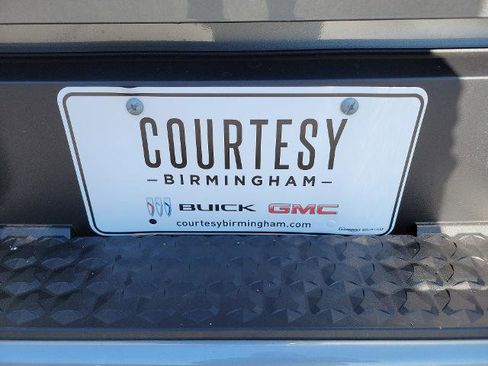 COURTESY
-BIRMINGHAM-
BUICK GMC
courtesybirmingham.com